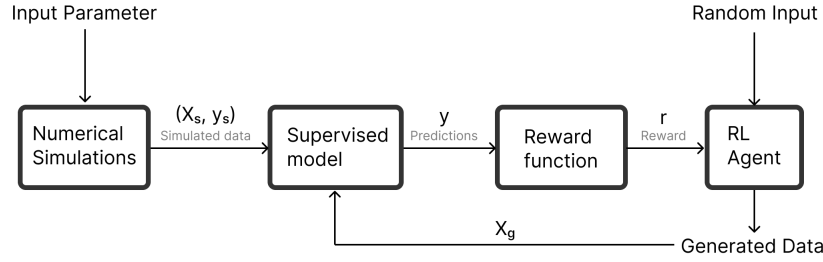 Input Parameter
Random Input
(Xₛ, yₛ)
Simulated data
y
Predictions
r
Reward
Numerical
Simulations
Supervised
model
Reward
function
RL
Agent
X₉
Generated Data